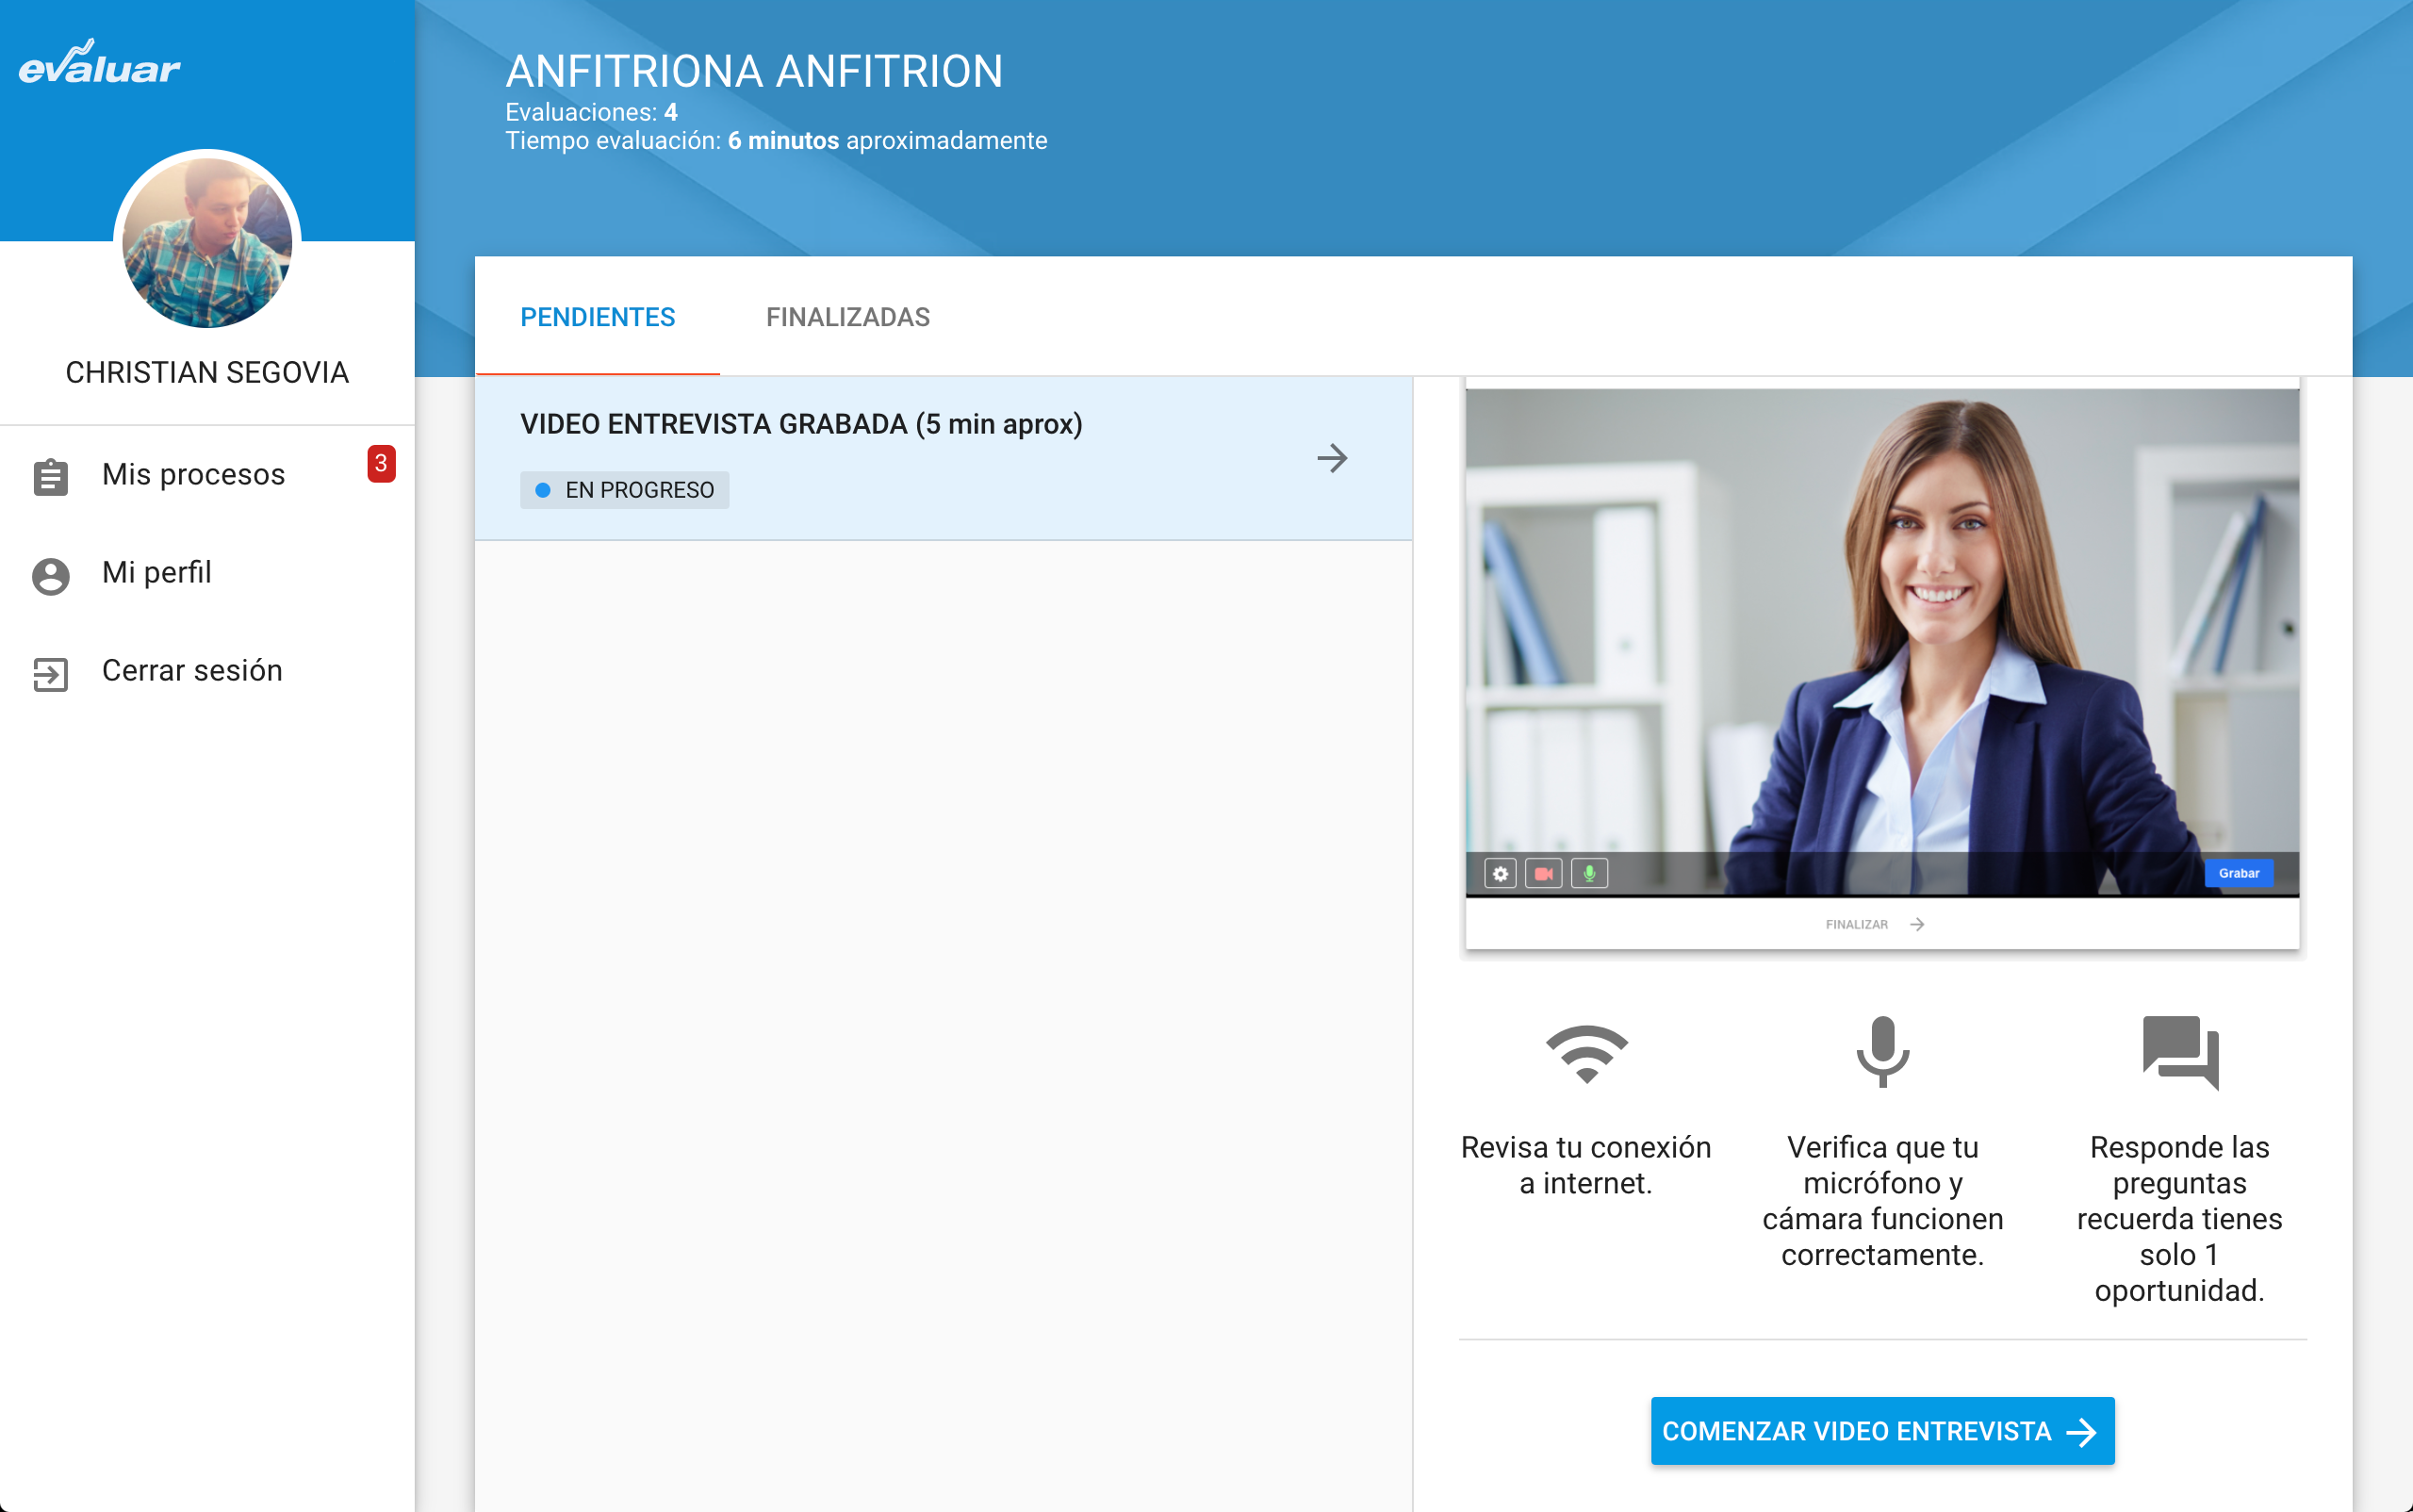 evaluar
CHRISTIAN SEGOVIA
Mis procesos
3
Mi perfil
Cerrar sesión
ANFITRIONA ANFITRION
Evaluaciones: 4
Tiempo evaluación: 6 minutos aproximadamente
PENDIENTES
FINALIZADAS
VIDEO ENTREVISTA GRABADA (5 min aprox)
EN PROGRESO
Grabar
FINALIZAR
Revisa tu conexión
a internet.
Verifica que tu
micrófono y
cámara funcionen
correctamente.
Responde las
preguntas
recuerda tienes
solo 1
oportunidad.
COMENZAR VIDEO ENTREVISTA